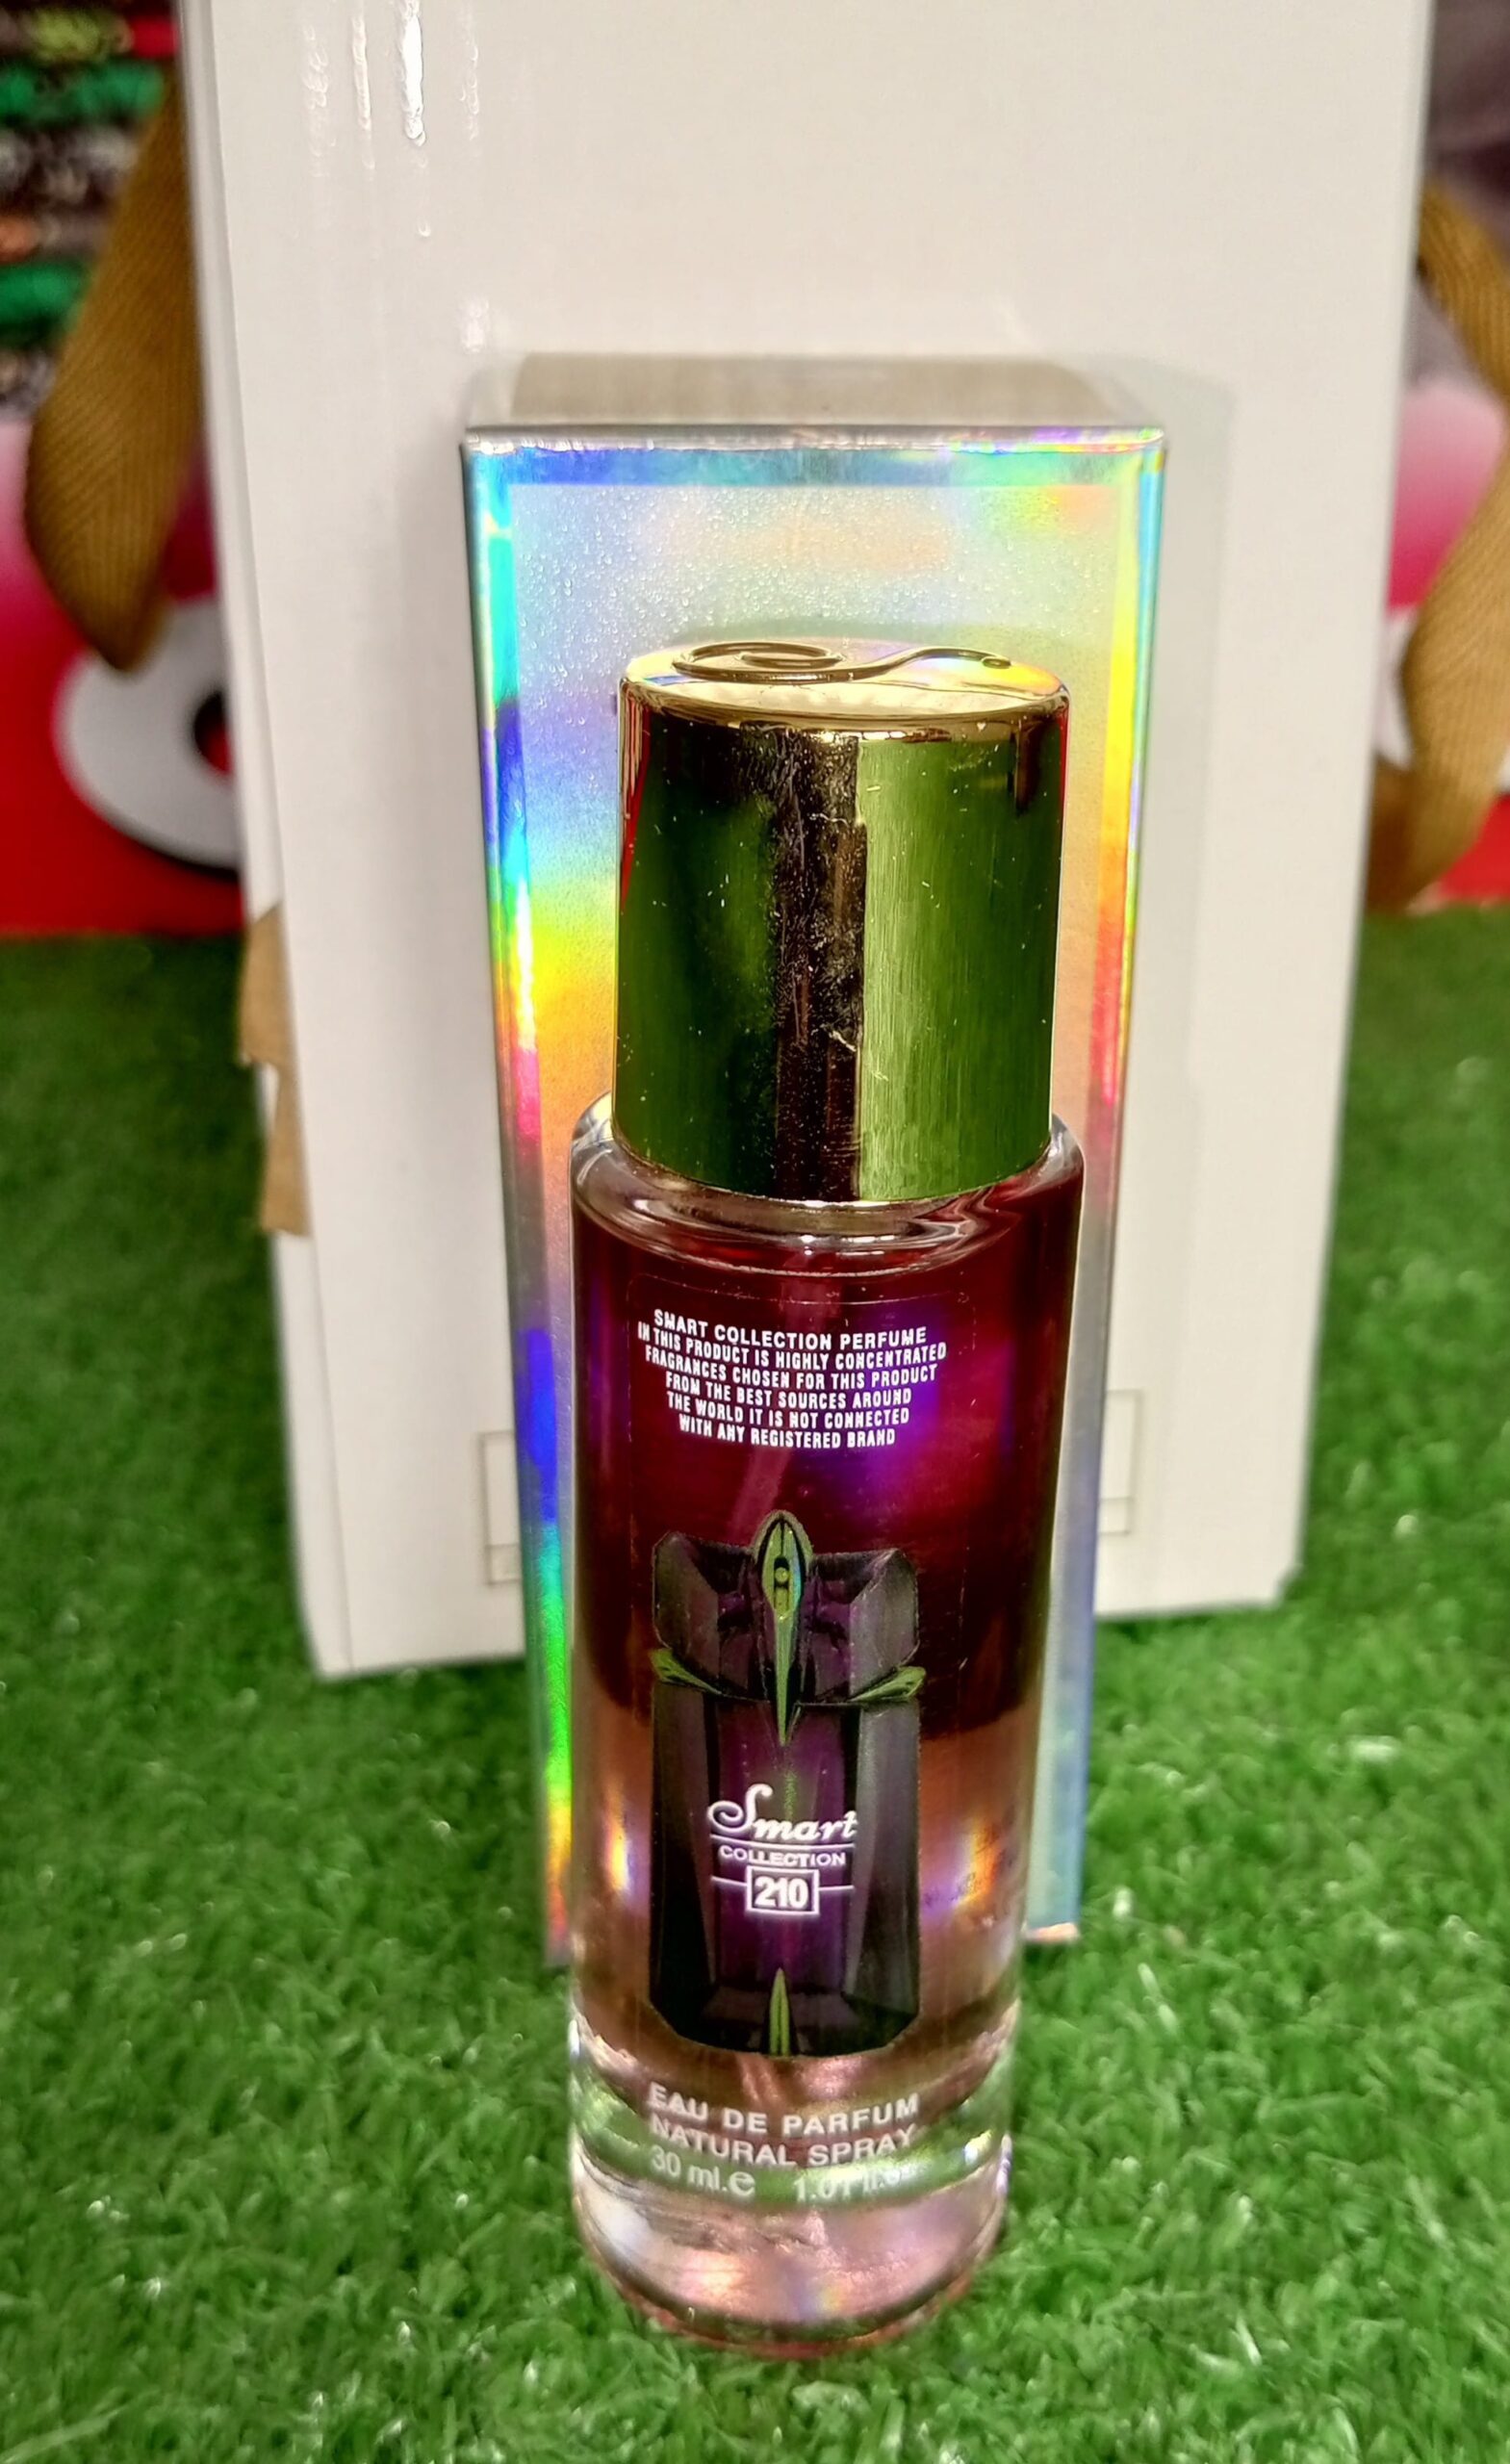 SMART COLLECTION PERFUME
IN THIS PRODUCT IS HIGHLY CONCENTRATED
FRAGRANCES CHOSEN FOR THIS PRODUCT
FROM THE BEST SOURCES AROUND
THE WORLD IT IS NOT CONNECTED
WITH ANY REGISTERED BRAND
Smart
COLLECTION
210
EAU DE PARFUM
NATURAL SPRAY
30 ml.e